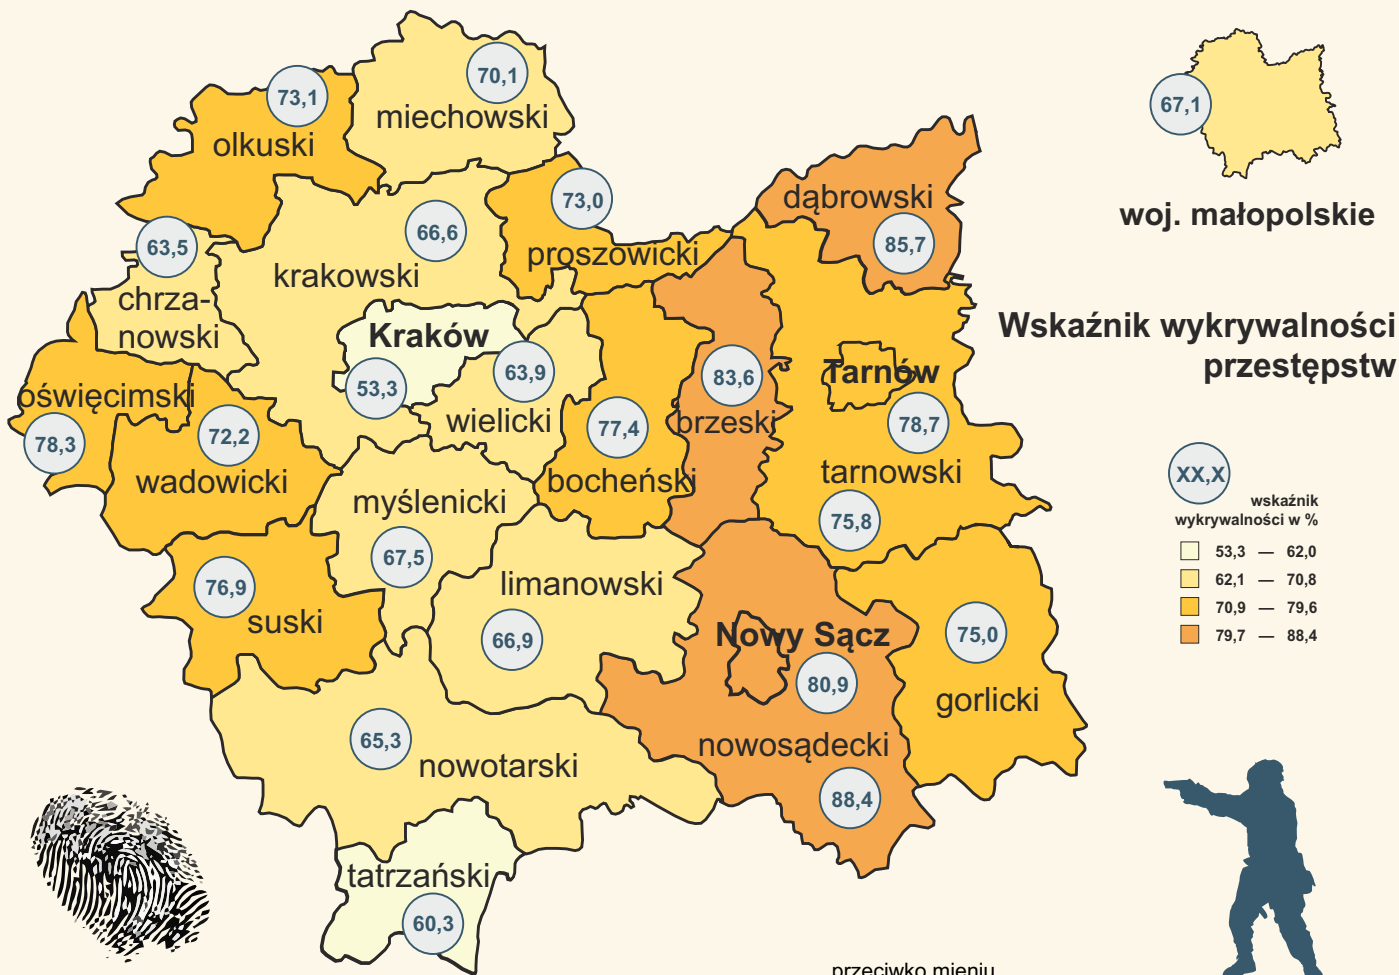 70,1
miechowski
73,1
olkuski
67,1
woj. małopolskie
dąbrowski
85,7
73,0
proszowicki
66,6
krakowski
63,5
chrza-
nowski
Wskaźnik wykrywalności
przestępstw
Kraków
53,3
63,9
wielicki
83,6
brzeski
Tarnów
78,7
tarnowski
75,8
oświęcimski
78,3
72,2
wadowicki
77,4
bocheński
myślenicki
67,5
XX,X
wskaźnik
wykrywalności w %
53,3 — 62,0
62,1 — 70,8
70,9 — 79,6
79,7 — 88,4
76,9
suski
limanowski
66,9
Nowy Sącz
80,9
nowosądecki
88,4
75,0
gorlicki
65,3
nowotarski
tatrzański
60,3
przeciwko mieniu